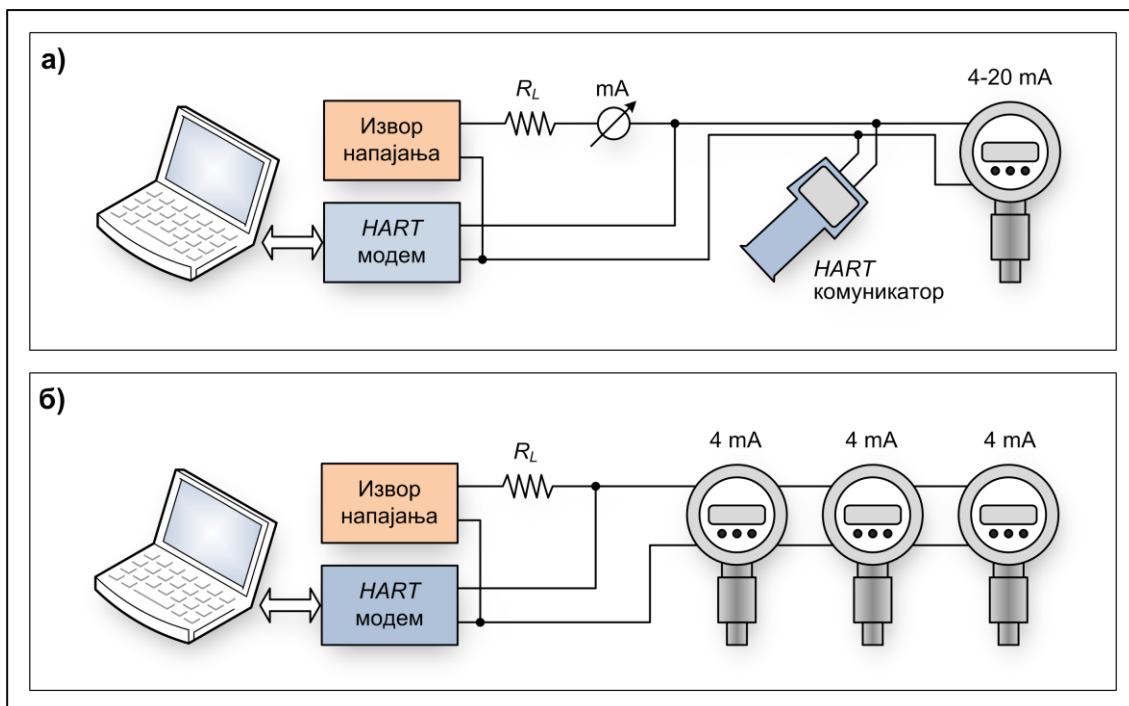 а)
4-20 mA
R_L
mA
Извор
напајања
HART
модем
HART
комуникатор
б)
4 mA
4 mA
4 mA
R_L
Извор
напајања
HART
модем